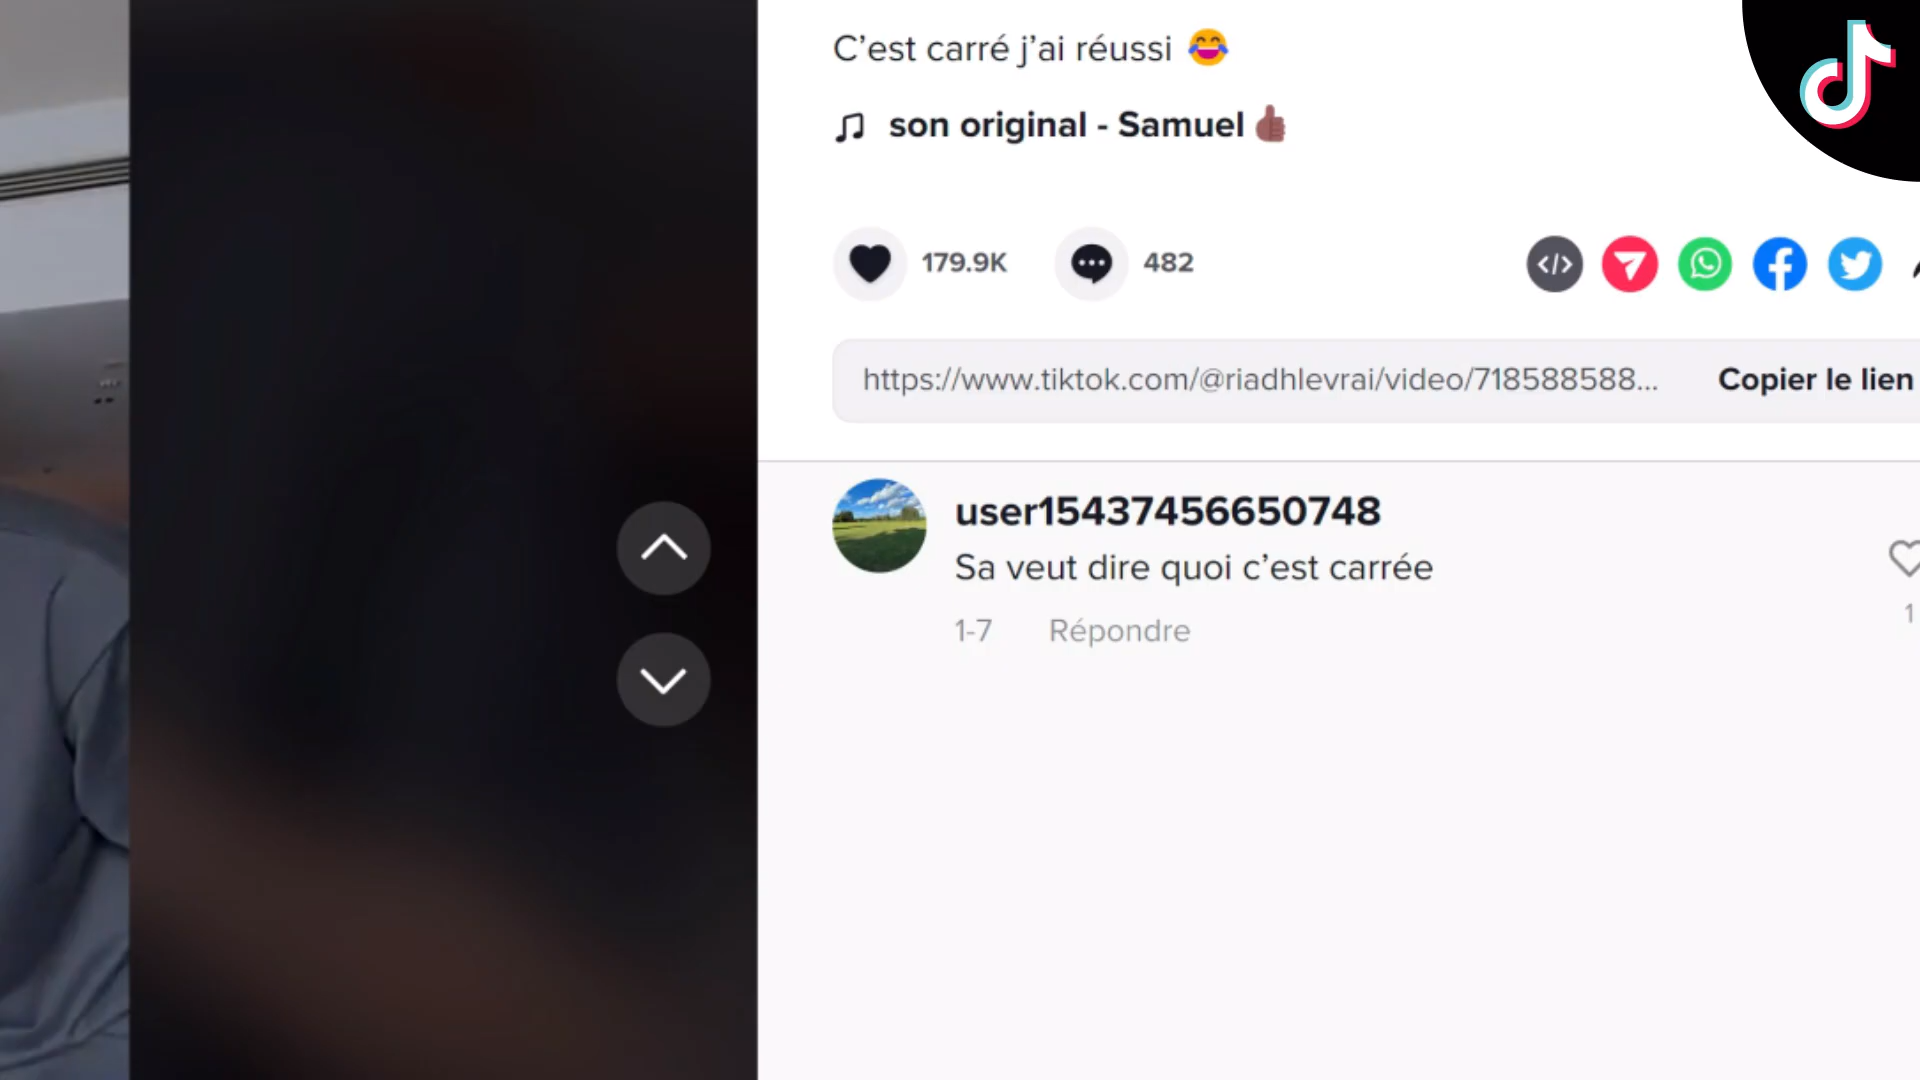 C’est carré j’ai réussi 😂
son original - Samuel 👍🏾
179.9K
482
https://www.tiktok.com/@riadhlevrai/video/718588588...
Copier le lien
user15437456650748
Sa veut dire quoi c’est carrée
1-7 Répondre
1